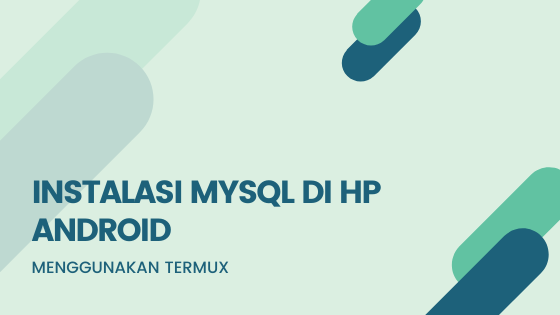 INSTALASI MYSQL DI HP
ANDROID
MENGGUNAKAN TERMUX